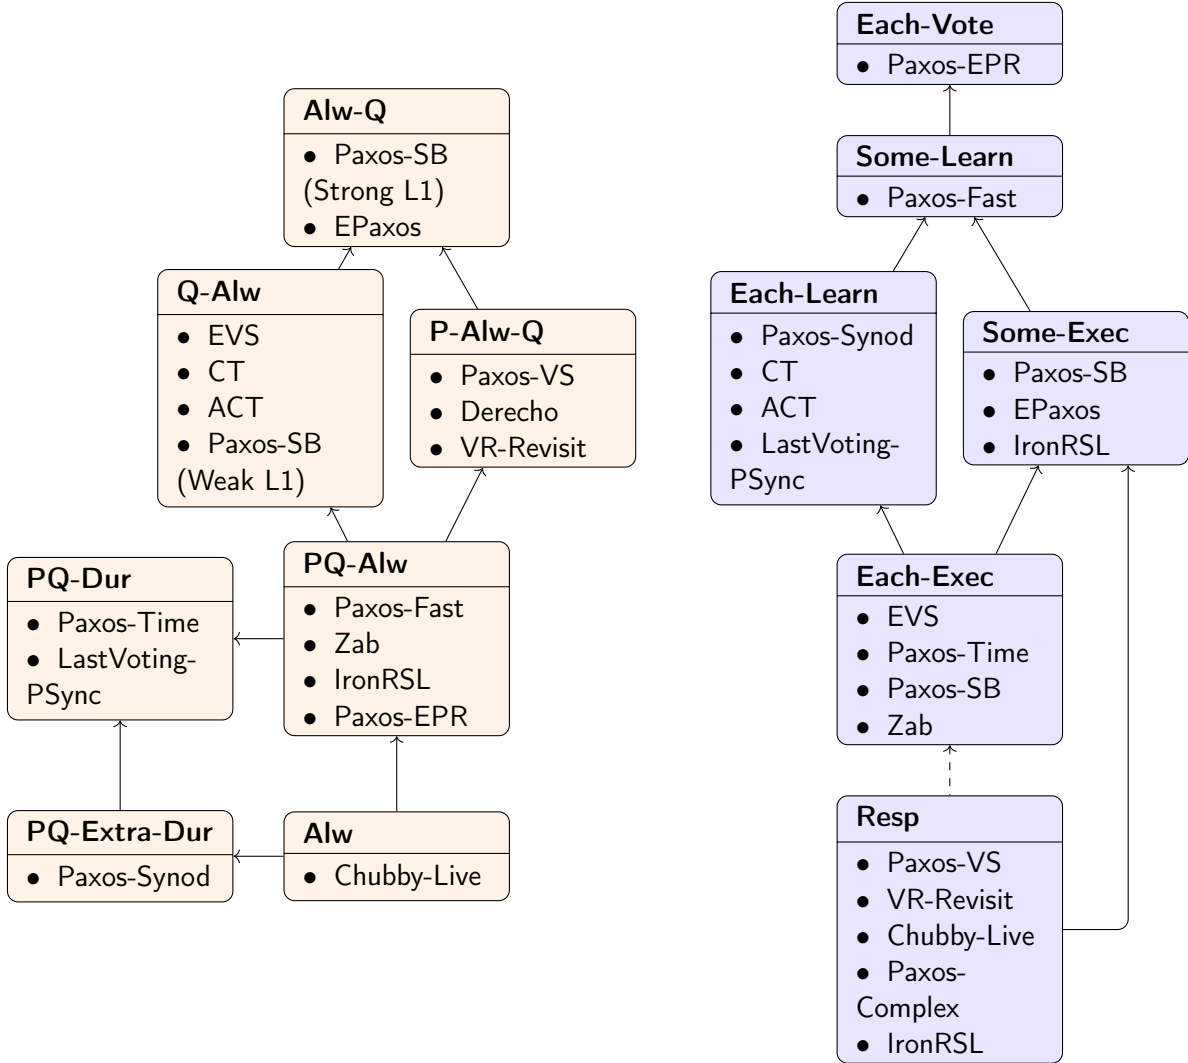 Alw-Q
● Paxos-SB
(Strong L1)
● EPaxos
Q-Alw
● EVS
● CT
● ACT
● Paxos-SB
(Weak L1)
P-Alw-Q
● Paxos-VS
● Derecho
● VR-Revisit
PQ-Dur
● Paxos-Time
● LastVoting-
PSync
PQ-Alw
● Paxos-Fast
● Zab
● IronRSL
● Paxos-EPR
PQ-Extra-Dur
● Paxos-Synod
Alw
● Chubby-Live
Each-Vote
● Paxos-EPR
Some-Learn
● Paxos-Fast
Each-Learn
● Paxos-Synod
● CT
● ACT
● LastVoting-
PSync
Some-Exec
● Paxos-SB
● EPaxos
● IronRSL
Each-Exec
● EVS
● Paxos-Time
● Paxos-SB
● Zab
Resp
● Paxos-VS
● VR-Revisit
● Chubby-Live
● Paxos-
Complex
● IronRSL